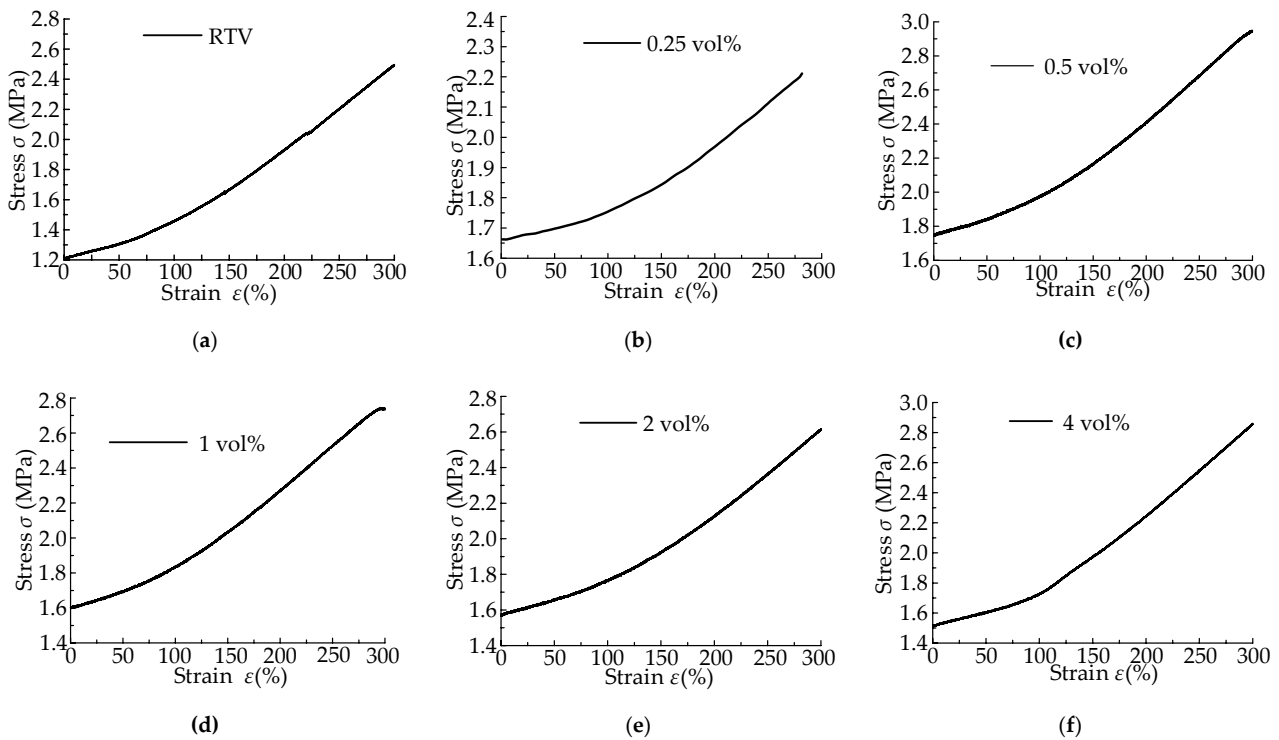 2.8
2.6
2.4
2.2
2.0
1.8
1.6
1.4
1.2
Stress σ (MPa)
RTV
0 50 100 150 200 250 300
Strain ε(%)
(a)
2.4
2.3
2.2
2.1
2.0
1.9
1.8
1.7
1.6
Stress σ (MPa)
0.25 vol%
0 50 100 150 200 250 300
Strain ε(%)
(b)
3.0
2.8
2.6
2.4
2.2
2.0
1.8
1.6
Stress σ (MPa)
0.5 vol%
0 50 100 150 200 250 300
Strain ε(%)
(c)
2.8
2.6
2.4
2.2
2.0
1.8
1.6
1.4
Stress σ (MPa)
1 vol%
0 50 100 150 200 250 300
Strain ε(%)
(d)
2.8
2.6
2.4
2.2
2.0
1.8
1.6
1.4
Stress σ (MPa)
2 vol%
0 50 100 150 200 250 300
Strain ε(%)
(e)
3.0
2.8
2.6
2.4
2.2
2.0
1.8
1.6
1.4
Stress σ (MPa)
4 vol%
0 50 100 150 200 250 300
Strain ε(%)
(f)